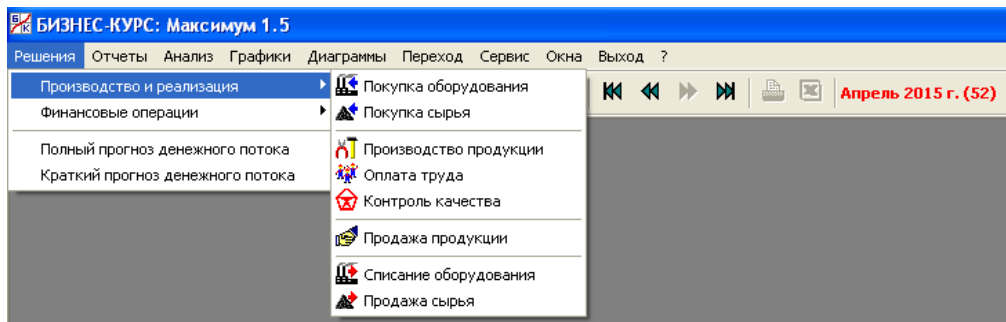 БИЗНЕС-КУРС: Максимум 1.5
Решения Отчеты Анализ Графики Диаграммы Переход Сервис Окна Выход ?
Производство и реализация
Финансовые операции
Полный прогноз денежного потока
Краткий прогноз денежного потока
Покупка оборудования
Покупка сырья
Производство продукции
Оплата труда
Контроль качества
Продажа продукции
Списание оборудования
Продажа сырья
Апрель 2015 г. (52)